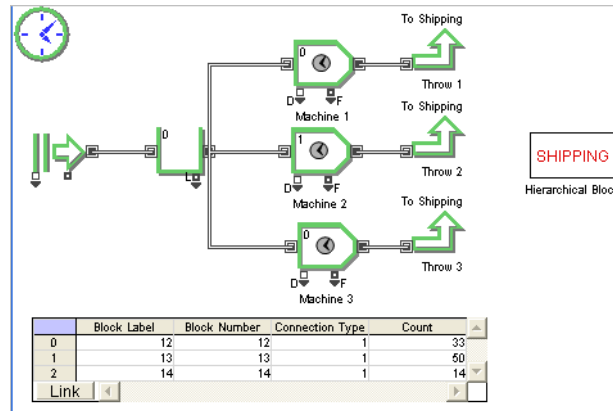 To Shipping
0
D F
Machine 1
Throw 1
To Shipping
0
L
1
D F
Machine 2
Throw 2
SHIPPING
Hierarchical Bloc
To Shipping
0
D F
Machine 3
Throw 3
Block Label Block Number Connection Type Count
0 12 12 1 33
1 13 13 1 50
2 14 14 1 14
Link